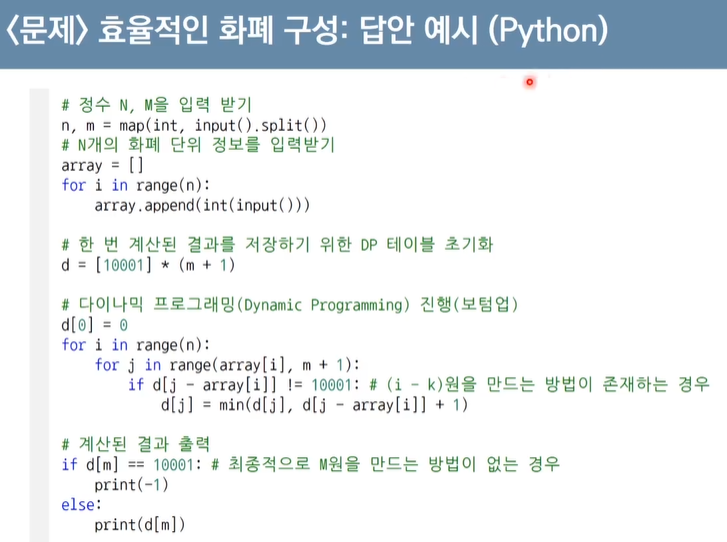 <문제> 효율적인 화폐 구성: 답안 예시 (Python)
# 정수 N, M을 입력 받기
n, m = map(int, input().split())
# N개의 화폐 단위 정보를 입력받기
array = []
for i in range(n):
    array.append(int(input()))
# 한 번 계산된 결과를 저장하기 위한 DP 테이블 초기화
d = [10001] * (m + 1)
# 다이나믹 프로그래밍(Dynamic Programming) 진행(보텀업)
d[0] = 0
for i in range(n):
    for j in range(array[i], m + 1):
        if d[j - array[i]] != 10001: # (i - k)원을 만드는 방법이 존재하는 경우
            d[j] = min(d[j], d[j - array[i]] + 1)
# 계산된 결과 출력
if d[m] == 10001: # 최종적으로 M원을 만드는 방법이 없는 경우
    print(-1)
else:
    print(d[m])